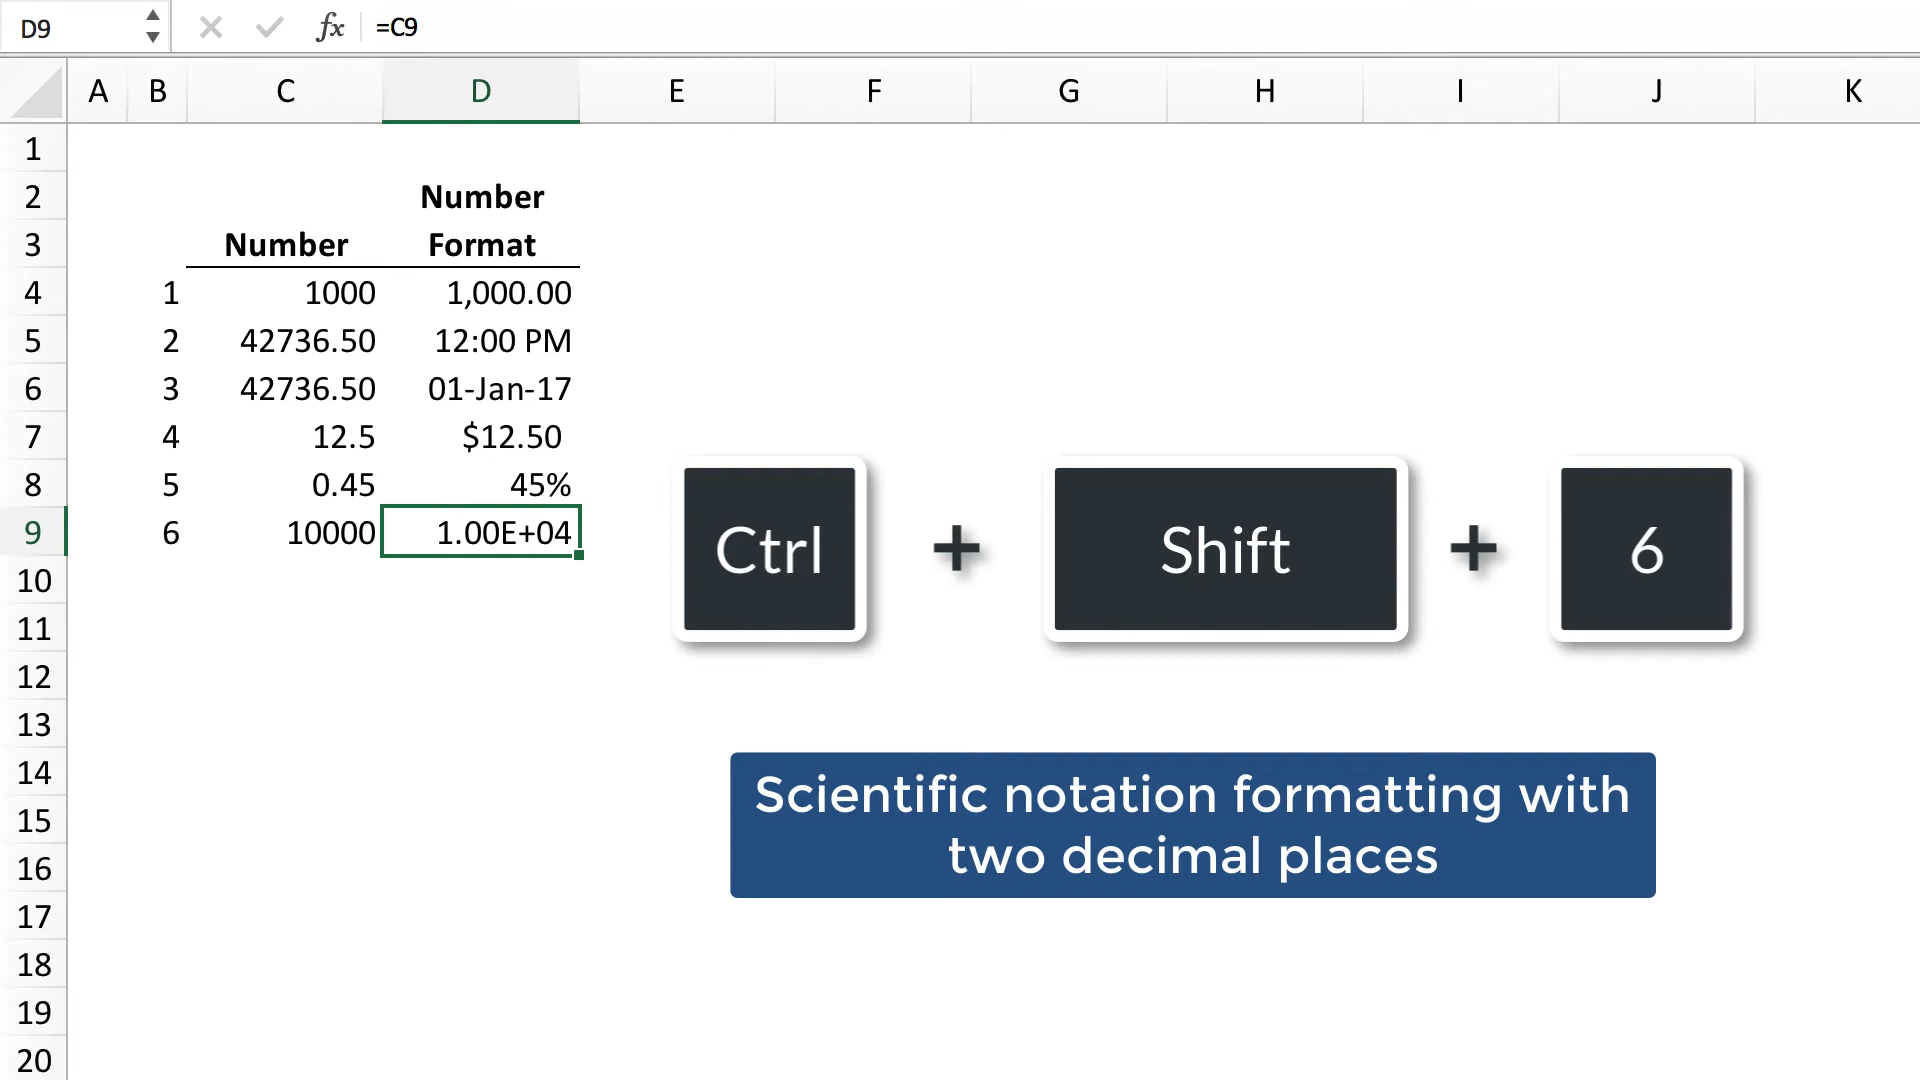 D9 fx =C9
A B C D E F G H I J K
1
2 Number
3 Number Format
4 1 1000 1,000.00
5 2 42736.50 12:00 PM
6 3 42736.50 01-Jan-17
7 4 12.5 $12.50
8 5 0.45 45%
9 6 10000 1.00E+04
10
11
12
13
14
15
16
17
18
19
20
Ctrl + Shift + 6
Scientific notation formatting with
two decimal places